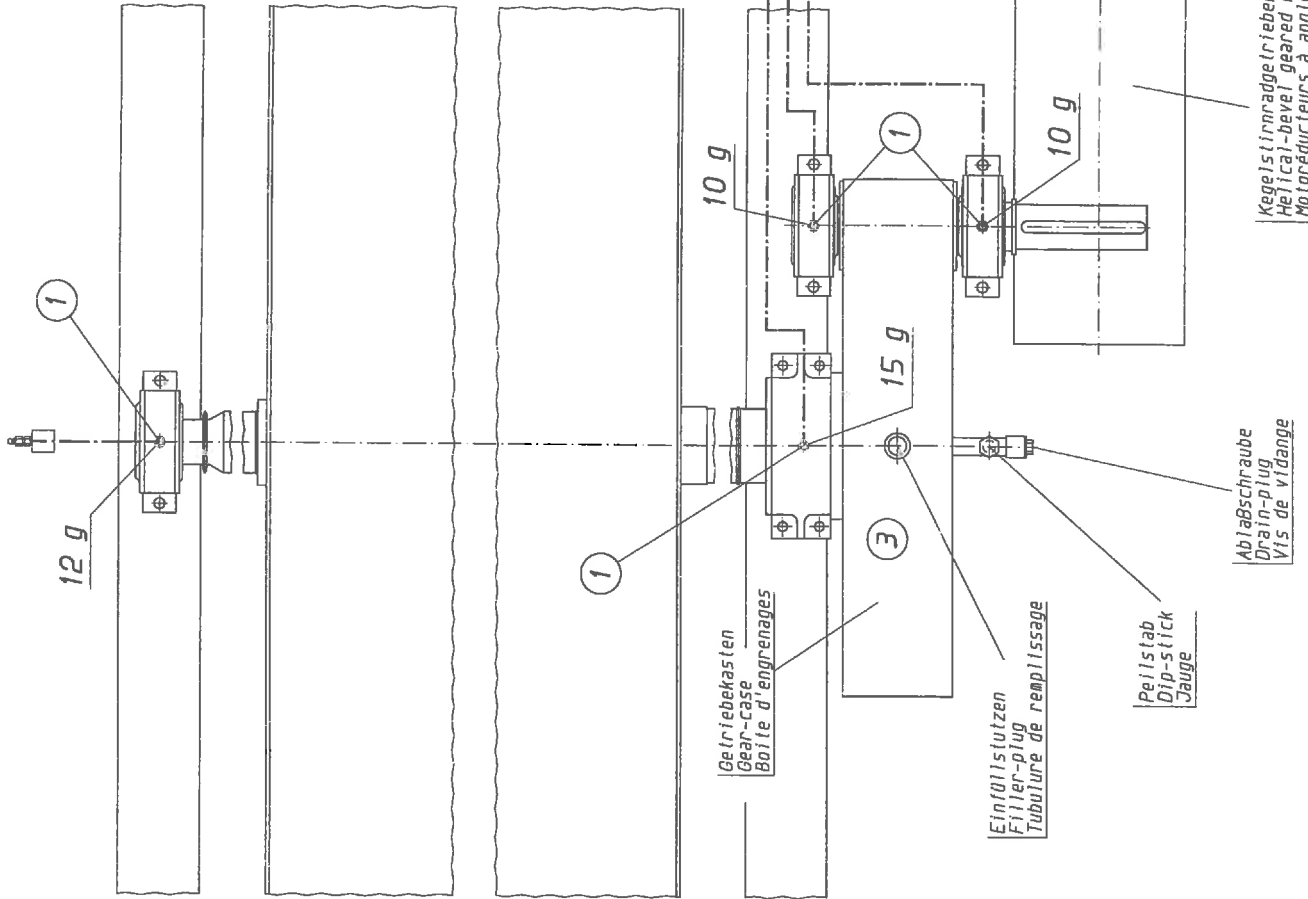 12 g
1
10 g
1
10 g
15 g
1
3
Getriebekasten
Gear-case
Boite d'engrenages
Einfüllstutzen
Filler-plug
Tubulure de remplissage
Peilstab
Dip-stick
Jauge
Ablaßschraube
Drain-plug
Vis de vidange
Kegelstirnradgetriebe
Helical-bevel geared
Motoréducteurs à